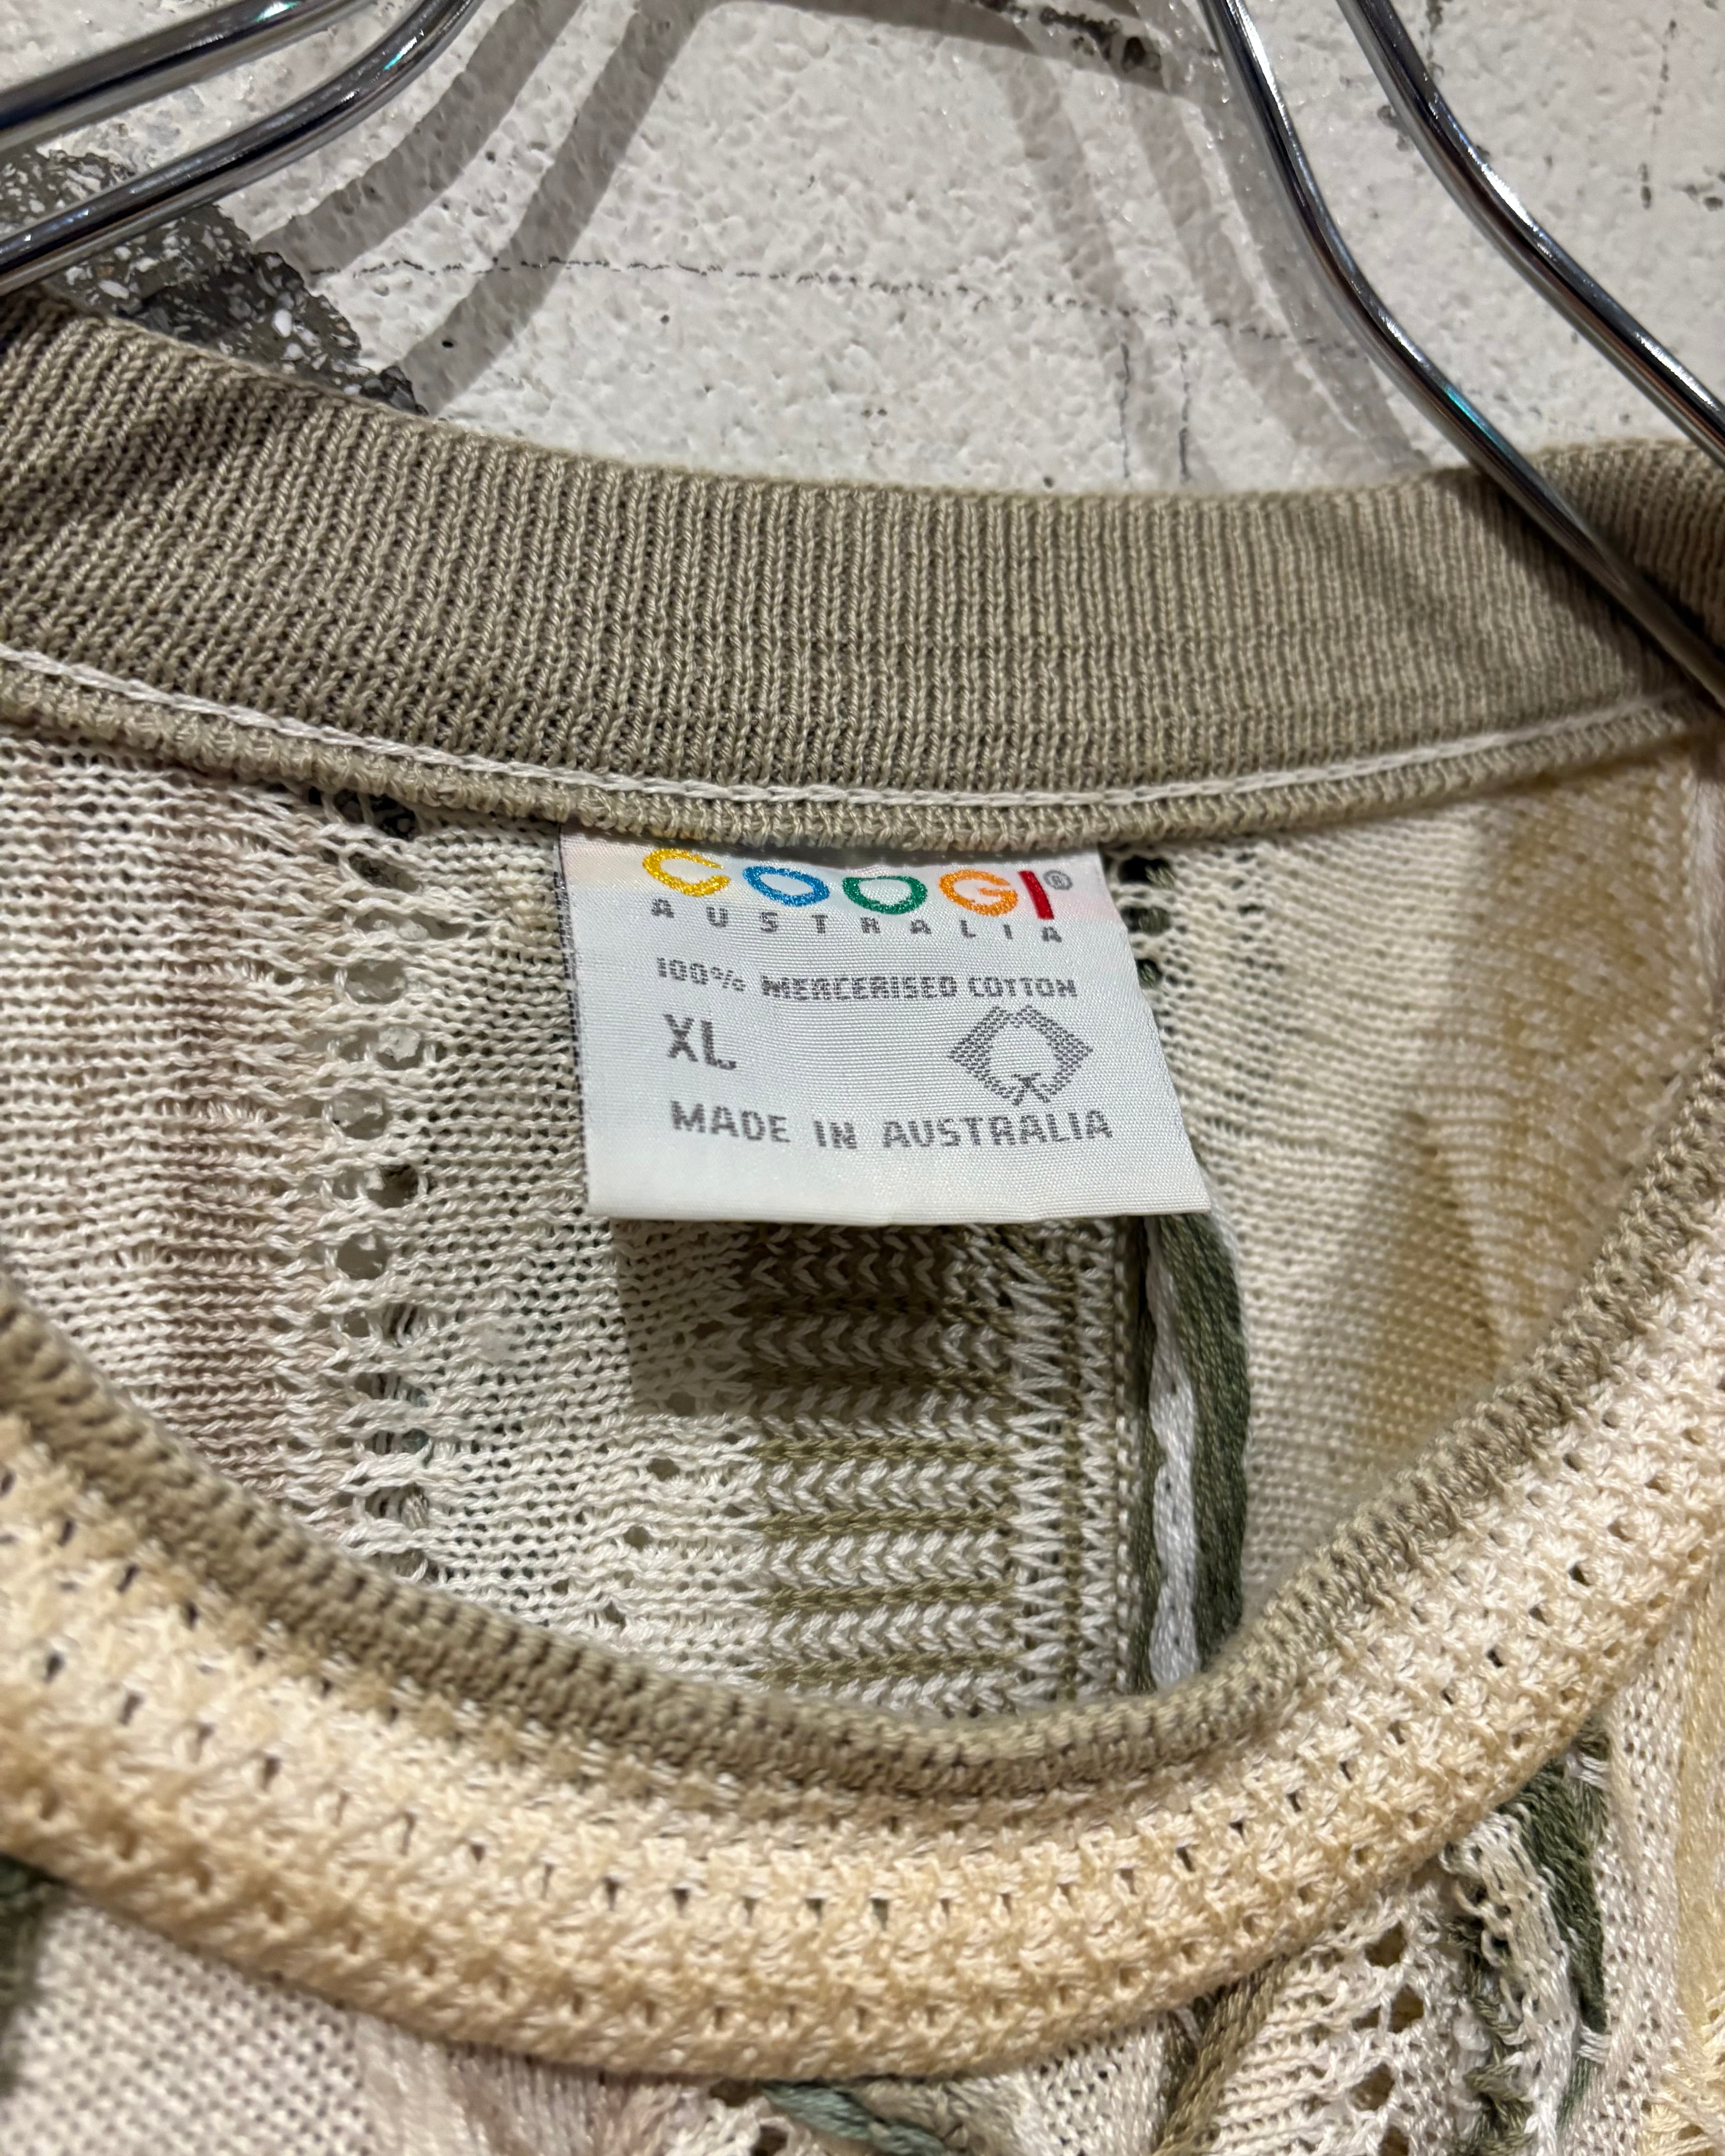 COOGI®
AUSTRALIA
100% MERCERISED COTTON
XL
MADE IN AUSTRALIA